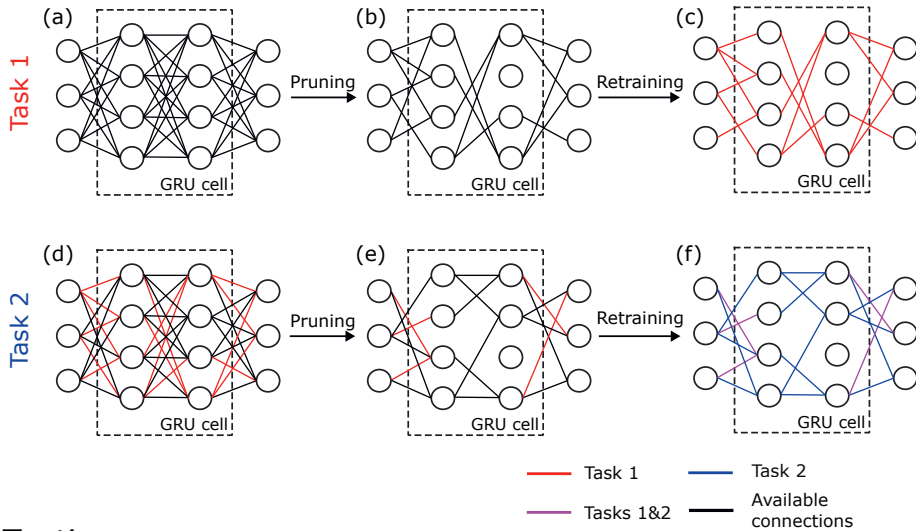 (a)
(b)
(c)
Task 1
Pruning
Retraining
GRU cell
GRU cell
GRU cell
(d)
(e)
(f)
Task 2
Pruning
Retraining
GRU cell
GRU cell
GRU cell
Task 1
Task 2
Tasks 1&2
Available
connections